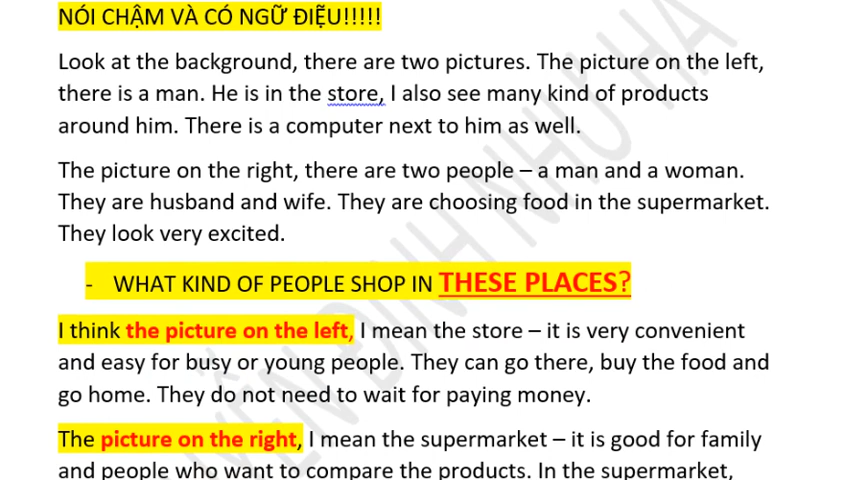 NÓI CHẬM VÀ CÓ NGỮ ĐIỆU!!!!!
Look at the background, there are two pictures. The picture on the left,
there is a man. He is in the store, I also see many kind of products
around him. There is a computer next to him as well.
The picture on the right, there are two people – a man and a woman.
They are husband and wife. They are choosing food in the supermarket.
They look very excited.
- WHAT KIND OF PEOPLE SHOP IN THESE PLACES?
I think the picture on the left, I mean the store – it is very convenient
and easy for busy or young people. They can go there, buy the food and
go home. They do not need to wait for paying money.
The picture on the right, I mean the supermarket – it is good for family
and people who want to compare the products. In the supermarket,